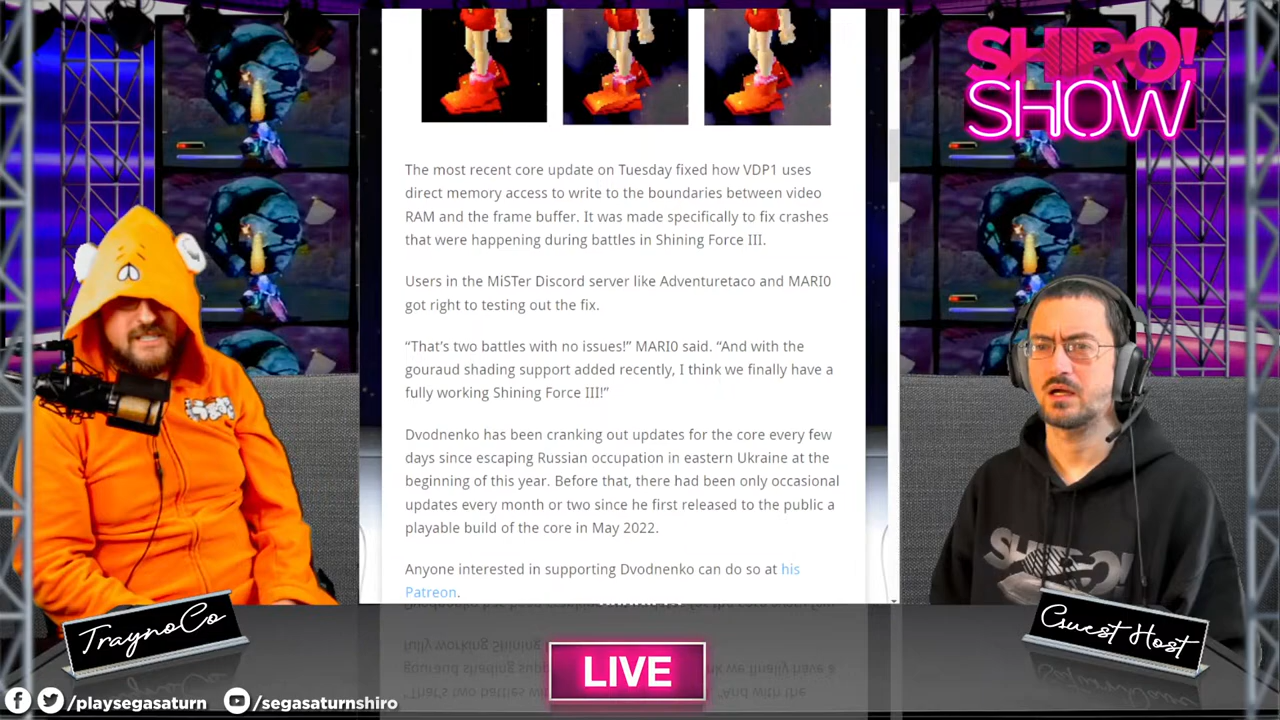 SHIRO!
SHOW
The most recent core update on Tuesday fixed how VDP1 uses
direct memory access to write to the boundaries between video
RAM and the frame buffer. It was made specifically to fix crashes
that were happening during battles in Shining Force III.
Users in the MiSTer Discord server like Adventuretaco and MARI0
got right to testing out the fix.
“That’s two battles with no issues!” MARI0 said. “And with the
gouraud shading support added recently, I think we finally have a
fully working Shining Force III!”
Dvodnenko has been cranking out updates for the core every few
days since escaping Russian occupation in eastern Ukraine at the
beginning of this year. Before that, there had been only occasional
updates every month or two since he first released to the public a
playable build of the core in May 2022.
Anyone interested in supporting Dvodnenko can do so at his
Patreon.
SHIRO!
TraynoCo
Guest Host
LIVE
/playsegasaturn
/segasaturnshiro